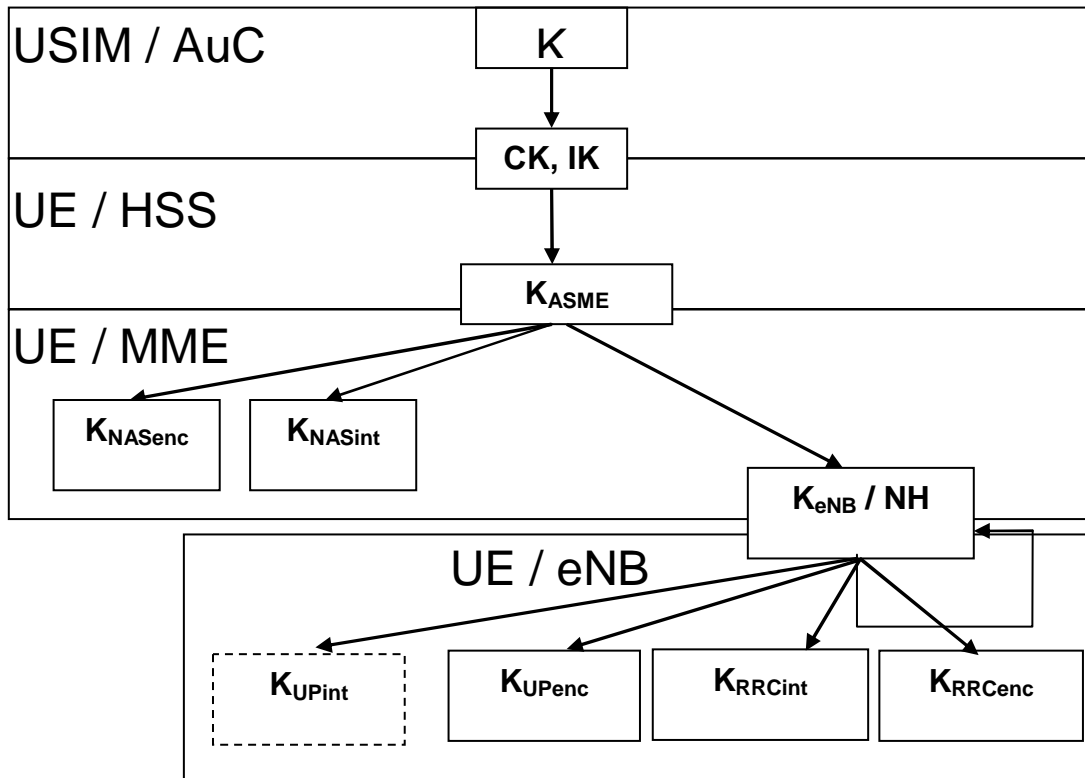 USIM / AuC
K
CK, IK
UE / HSS
KASME
UE / MME
KNASenc
KNASint
KeNB / NH
UE / eNB
KUPint
KUPenc
KRRCint
KRRCenc